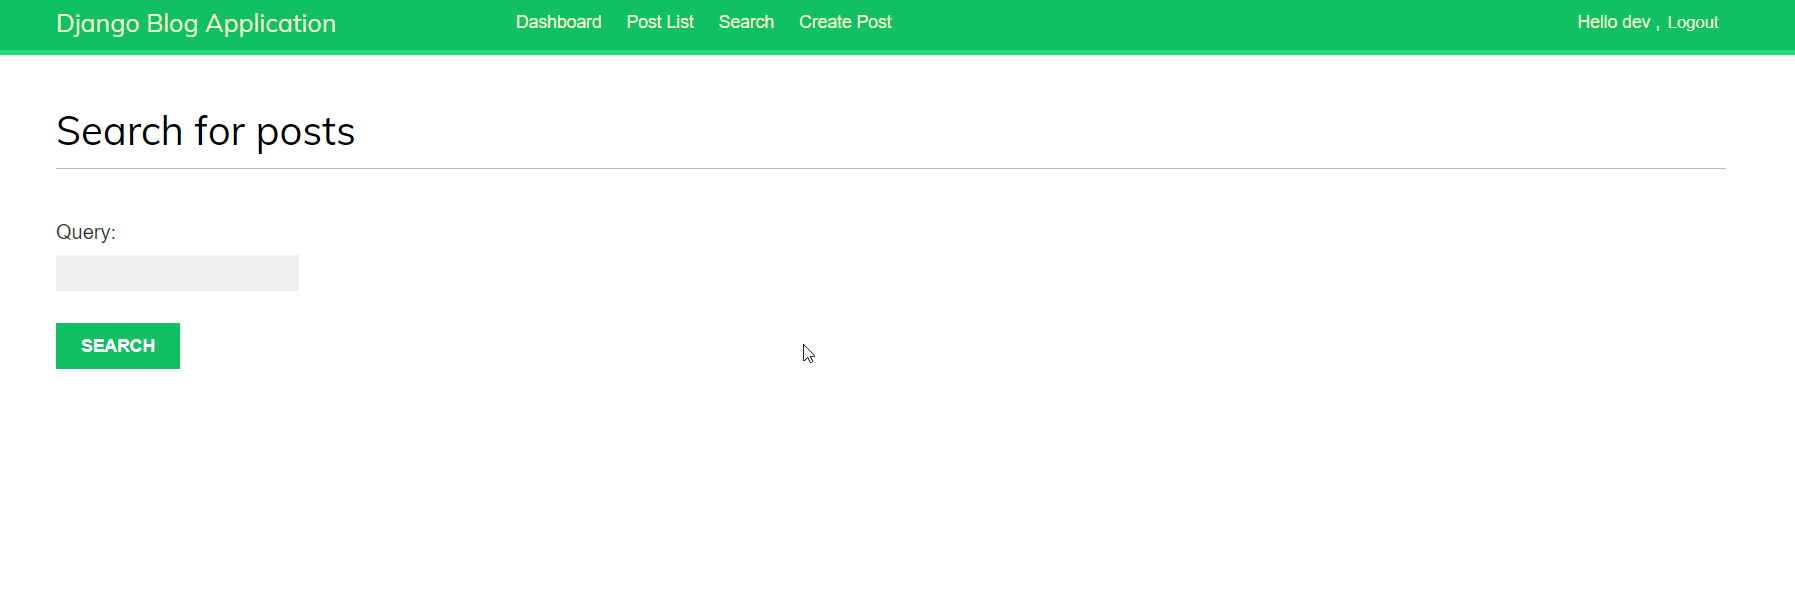 Django Blog Application Dashboard Post List Search Create Post Hello dev , Logout
Search for posts
Query:
SEARCH